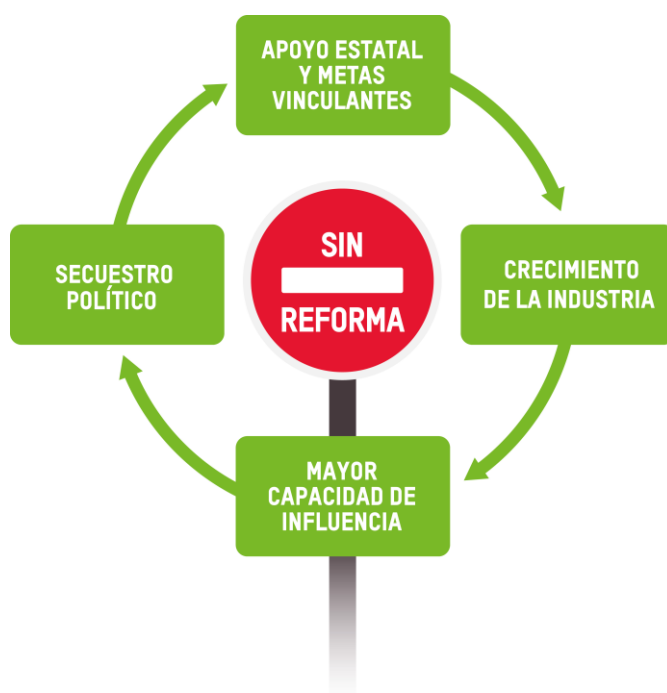 APOYO ESTATAL
Y METAS
VINCULANTES
SIN
REFORMA
SECUESTRO
POLÍTICO
CRECIMIENTO
DE LA INDUSTRIA
MAYOR
CAPACIDAD DE
INFLUENCIA